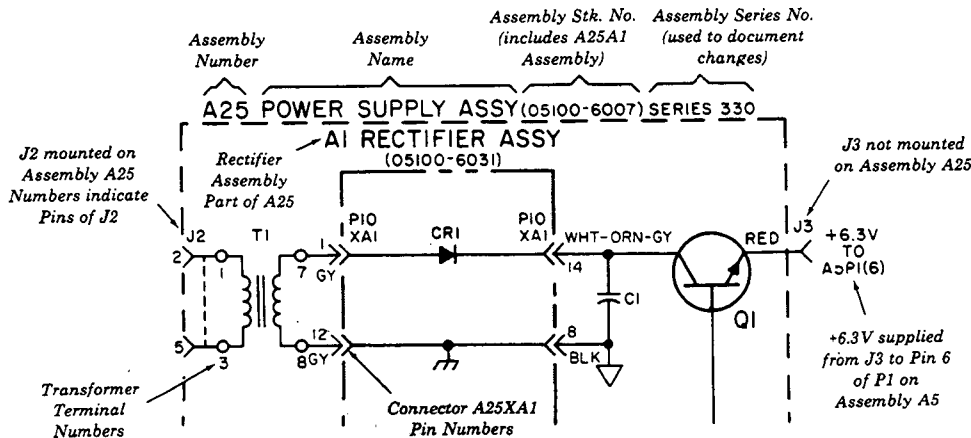 Assembly Number
Assembly Name
Assembly Stk. No. (includes A25A1 Assembly)
Assembly Series No. (used to document changes)
A25 POWER SUPPLY ASSY (05100-6007) SERIES 330
A1 RECTIFIER ASSY
(05100-6031)
J2 mounted on Assembly A25
Numbers indicate Pins of J2
Rectifier Assembly Part of A25
J3 not mounted on Assembly A25
J2
T1
P10
XA1
CR1
P10
XA1
WHT-ORN-GY
RED
J3
+6.3V
TO
A5P1(6)
2
1
7
1
GY
14
C1
Q1
5
3
8
12
GY
8
BLK
Transformer Terminal Numbers
Connector A25XA1 Pin Numbers
+6.3V supplied from J3 to Pin 6 of P1 on Assembly A5